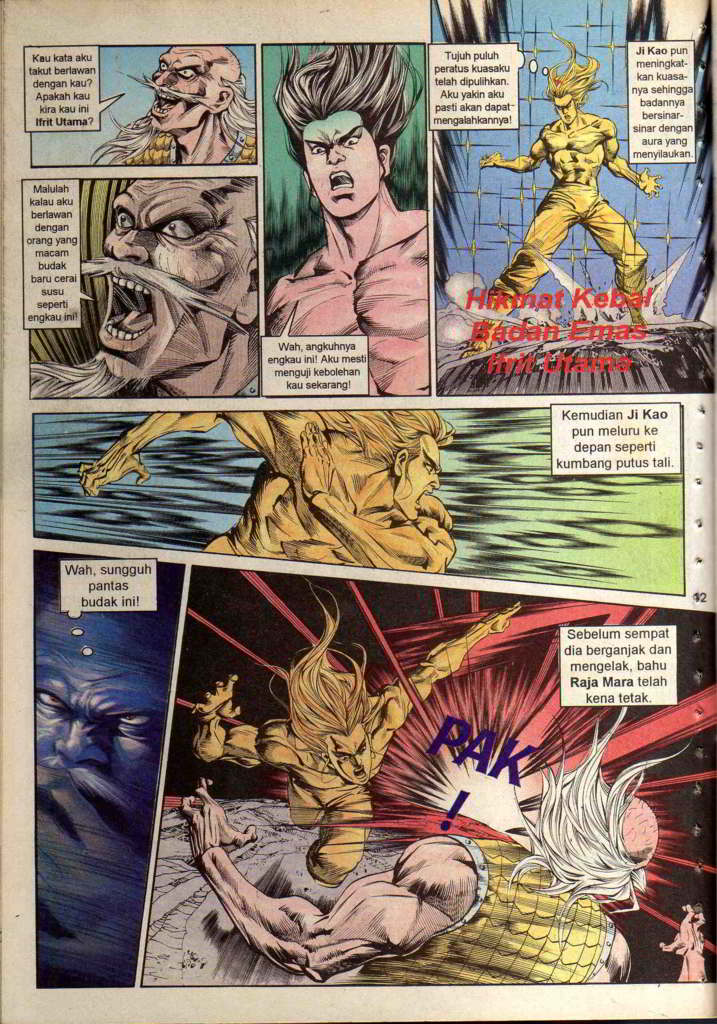 Kau kata aku
takut berlawan
dengan kau?
Apakah kau
kira kau ini
Ifrit Utama?
Malulah
kalau aku
berlawan
dengan
orang yang
macam
budak
baru cerai
susu
seperti
engkau ini!
Wah, angkuhnya
engkau ini! Aku mesti
menguji kebolehan
kau sekarang!
Tujuh puluh
peratus kuasaku
telah dipulihkan.
Aku yakin aku
pasti akan dapat
mengalahkannya!
Ji Kao pun
meningkat-
kan kuasa-
nya sehingga
badannya
bersinar-
sinar dengan
aura yang
menyilaukan.
Hikmat Kebal
Badan Emas
Ifrit Utama
Kemudian Ji Kao
pun meluru ke
depan seperti
kumbang putus tali.
Wah, sungguh
pantas
budak ini!
Sebelum sempat
dia berganjak dan
mengelak, bahu
Raja Mara telah
kena tetak.
PAK
!